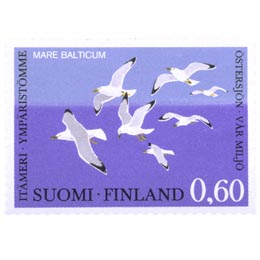 MARE BALTICUM
ITÄMERI · YMPÄRISTÖMME
ÖSTERSJÖN · VÅR MILJÖ
SUOMI · FINLAND 0,60